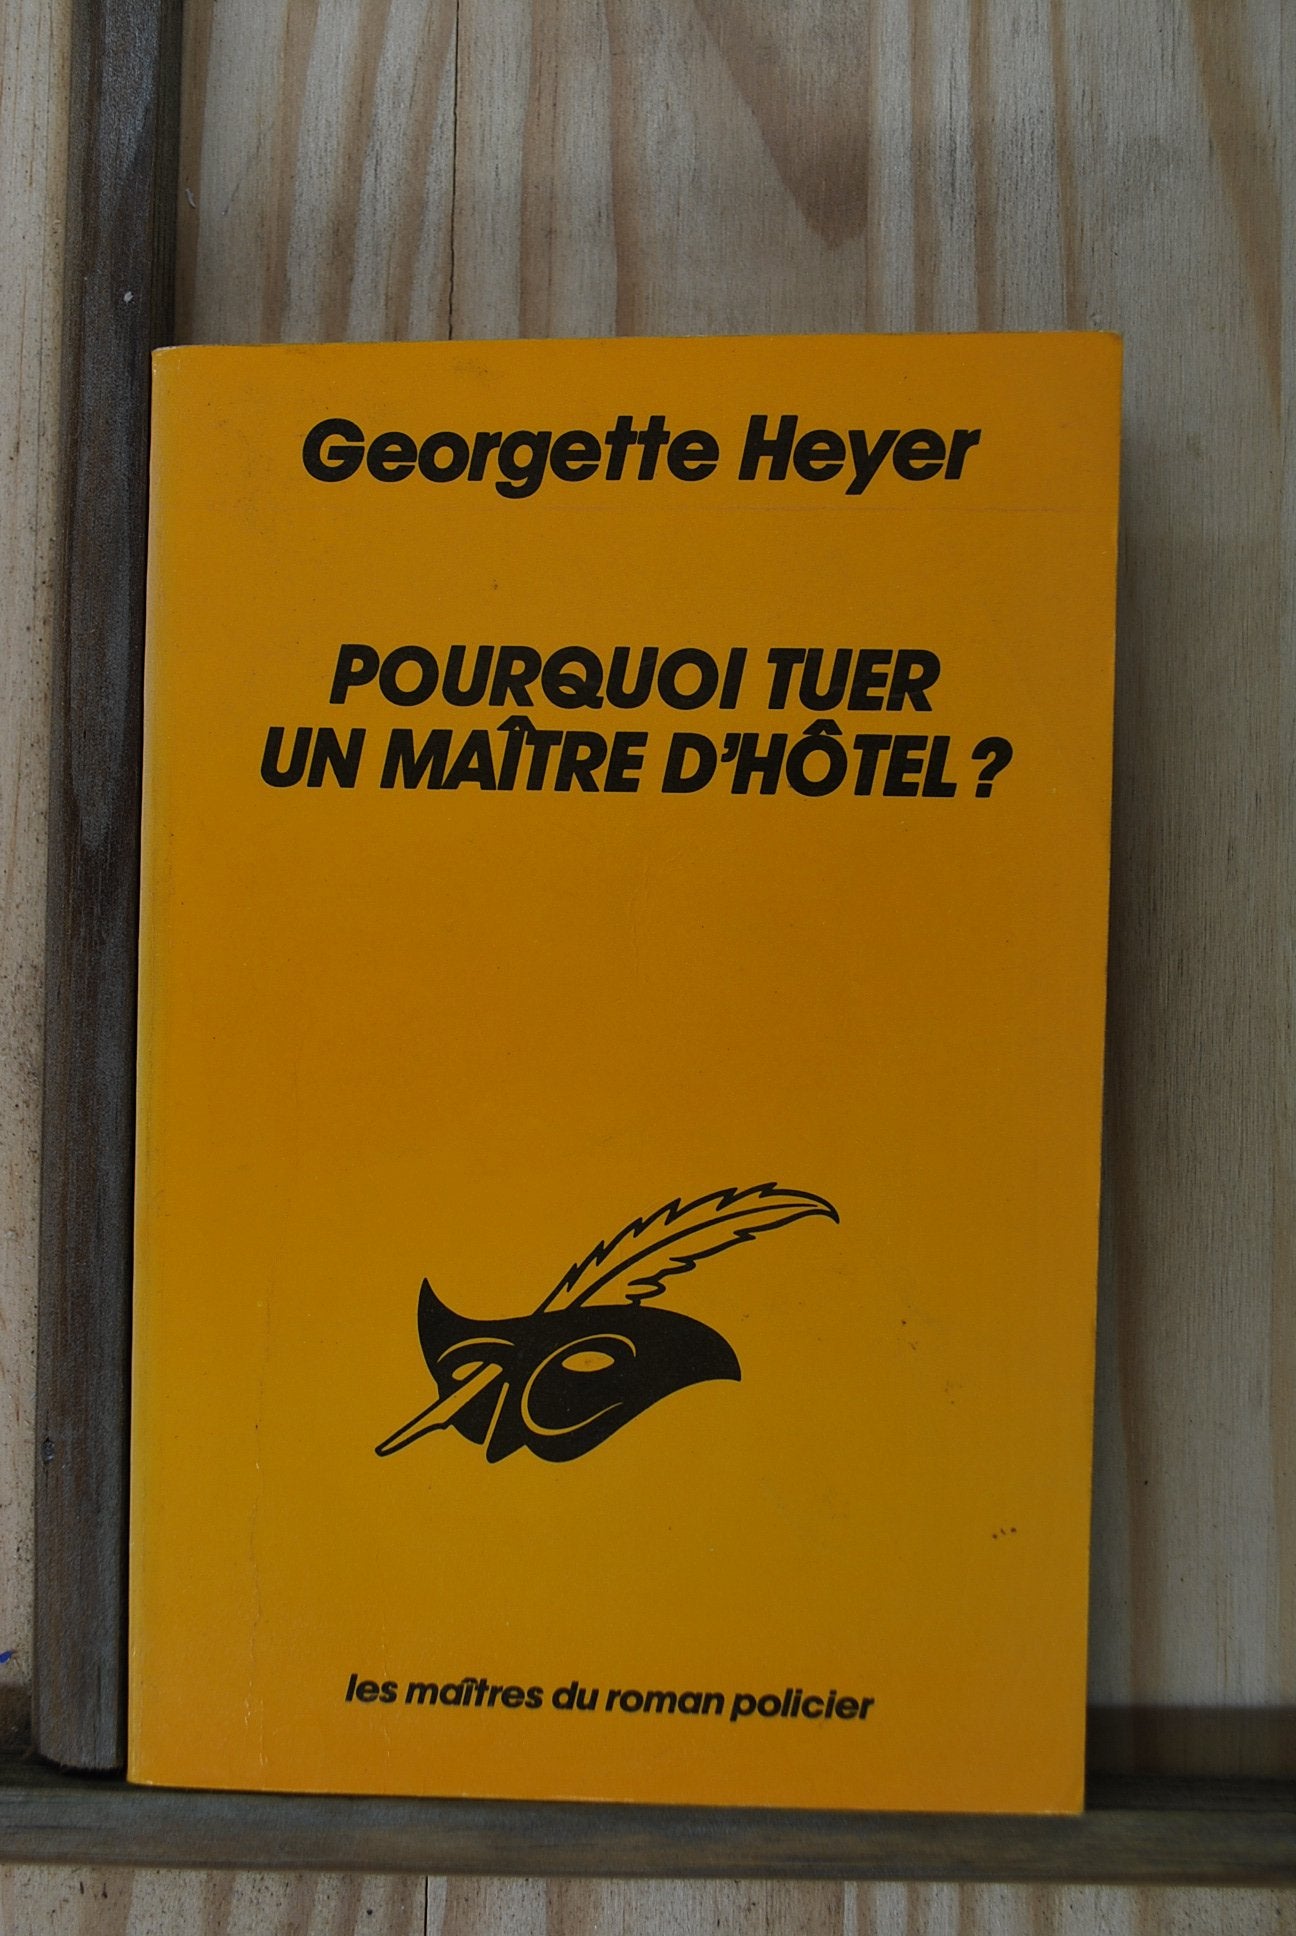 Georgette Heyer
POURQUOI TUER
UN MAÎTRE D'HÔTEL ?
les maîtres du roman policier